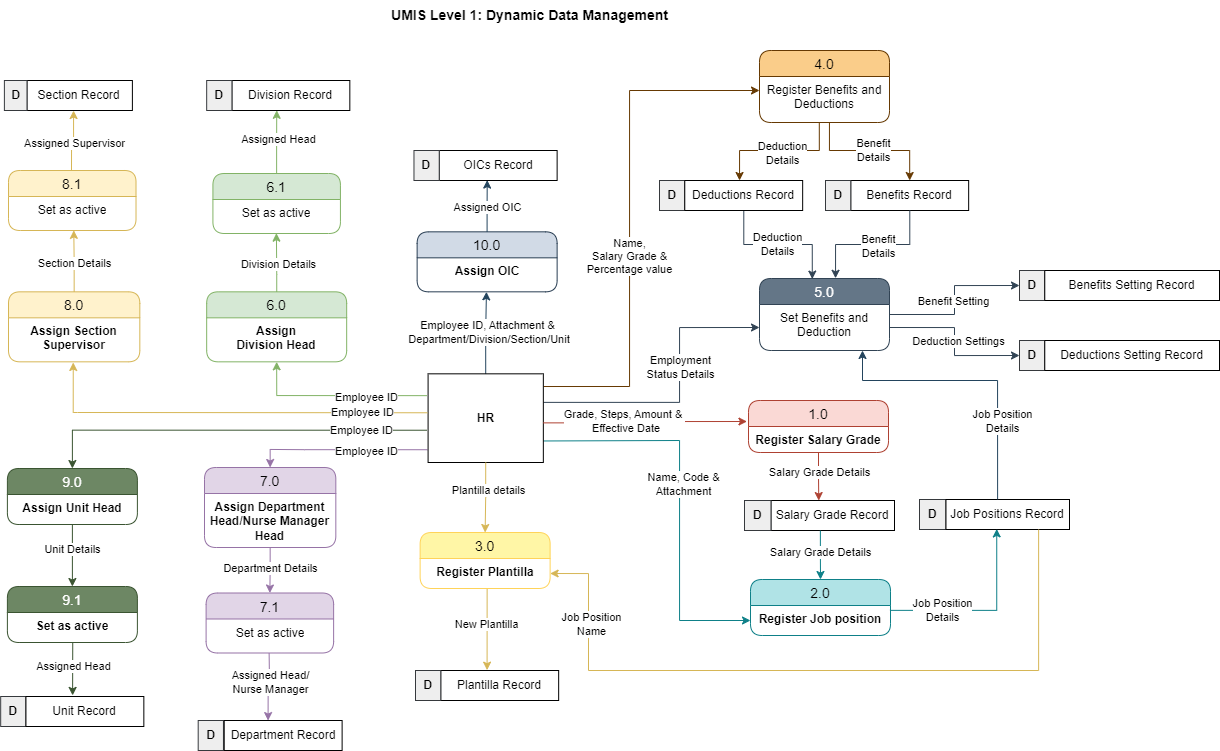 UMIS Level 1: Dynamic Data Management
4.0
Register Benefits and
Deductions
D
Section Record
D
Division Record
Assigned Supervisor
Assigned Head
Deduction
Details
Benefit
Details
D
OICs Record
8.1
Set as active
6.1
Set as active
D
Deductions Record
D
Benefits Record
Assigned OIC
10.0
Assign OIC
Name,
Salary Grade &
Percentage value
Deduction
Details
Benefit
Details
Section Details
Division Details
8.0
Assign Section
Supervisor
6.0
Assign
Division Head
5.0
Set Benefits and
Deduction
D
Benefits Setting Record
Benefit Setting
Employee ID, Attachment &
Department/Division/Section/Unit
Deduction Settings
D
Deductions Setting Record
Employment
Status Details
Employee ID
Employee ID
Employee ID
Employee ID
HR
Grade, Steps, Amount &
Effective Date
1.0
Register Salary Grade
Job Position
Details
9.0
Assign Unit Head
7.0
Assign Department
Head/Nurse Manager
Head
Plantilla details
Name, Code &
Attachment
Salary Grade Details
D
Salary Grade Record
D
Job Positions Record
Unit Details
Department Details
3.0
Register Plantilla
Salary Grade Details
9.1
Set as active
7.1
Set as active
2.0
Register Job position
Job Position
Details
New Plantilla
Job Position
Name
Assigned Head
Assigned Head/
Nurse Manager
D
Plantilla Record
D
Unit Record
D
Department Record